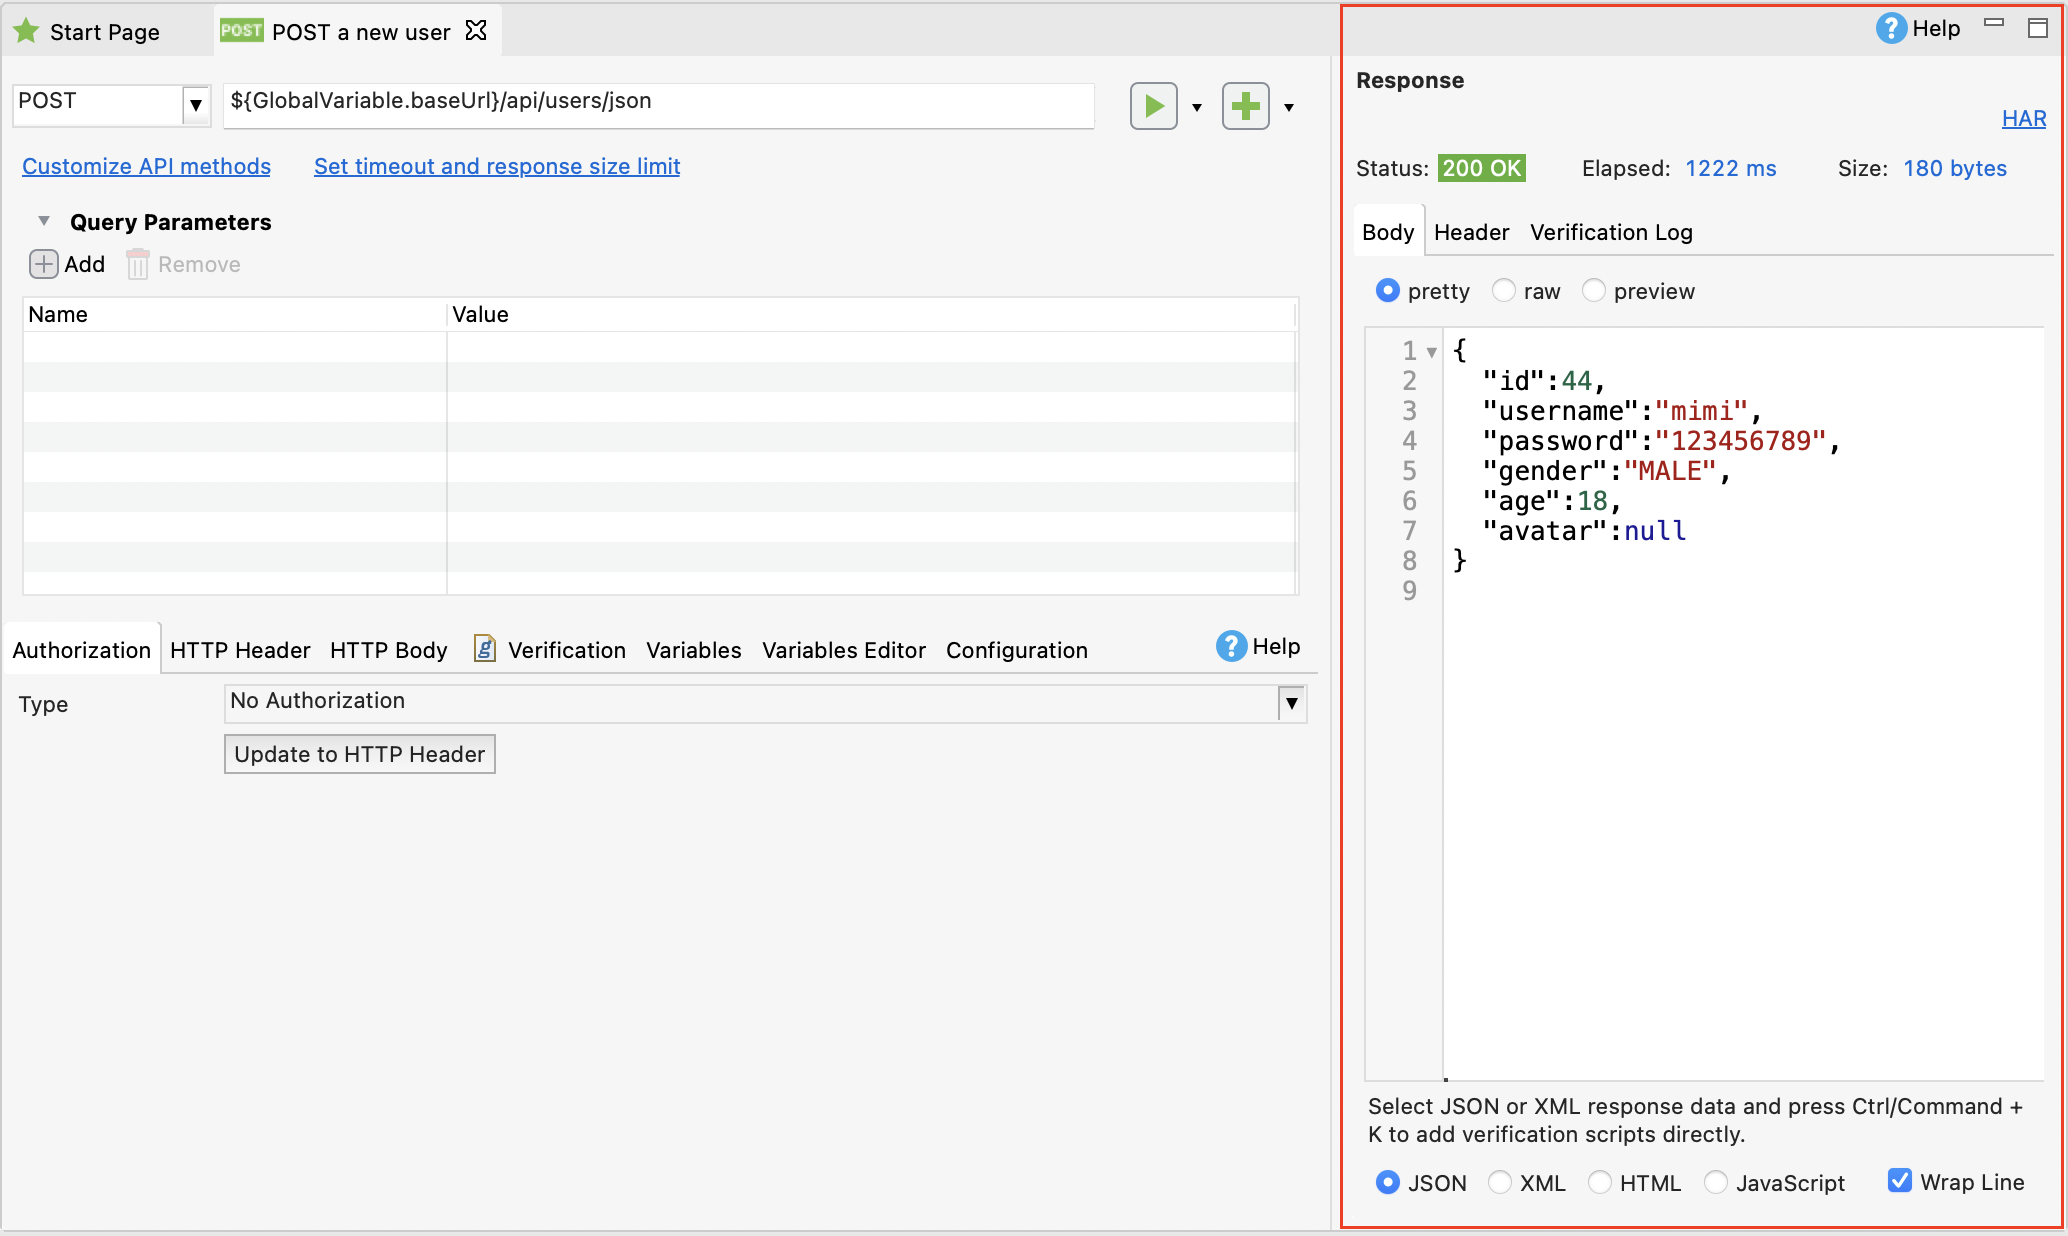 Start Page
POST POST a new user
POST
${GlobalVariable.baseUrl}/api/users/json
Customize API methods
Set timeout and response size limit
Query Parameters
Add
Remove
Name
Value
Authorization
HTTP Header
HTTP Body
Verification
Variables
Variables Editor
Configuration
? Help
Type
No Authorization
Update to HTTP Header
? Help
Response
HAR
Status: 200 OK
Elapsed: 1222 ms
Size: 180 bytes
Body
Header
Verification Log
pretty
raw
preview
1 {
2 "id":44,
3 "username":"mimi",
4 "password":"123456789",
5 "gender":"MALE",
6 "age":18,
7 "avatar":null
8 }
9
Select JSON or XML response data and press Ctrl/Command +
K to add verification scripts directly.
JSON
XML
HTML
JavaScript
Wrap Line